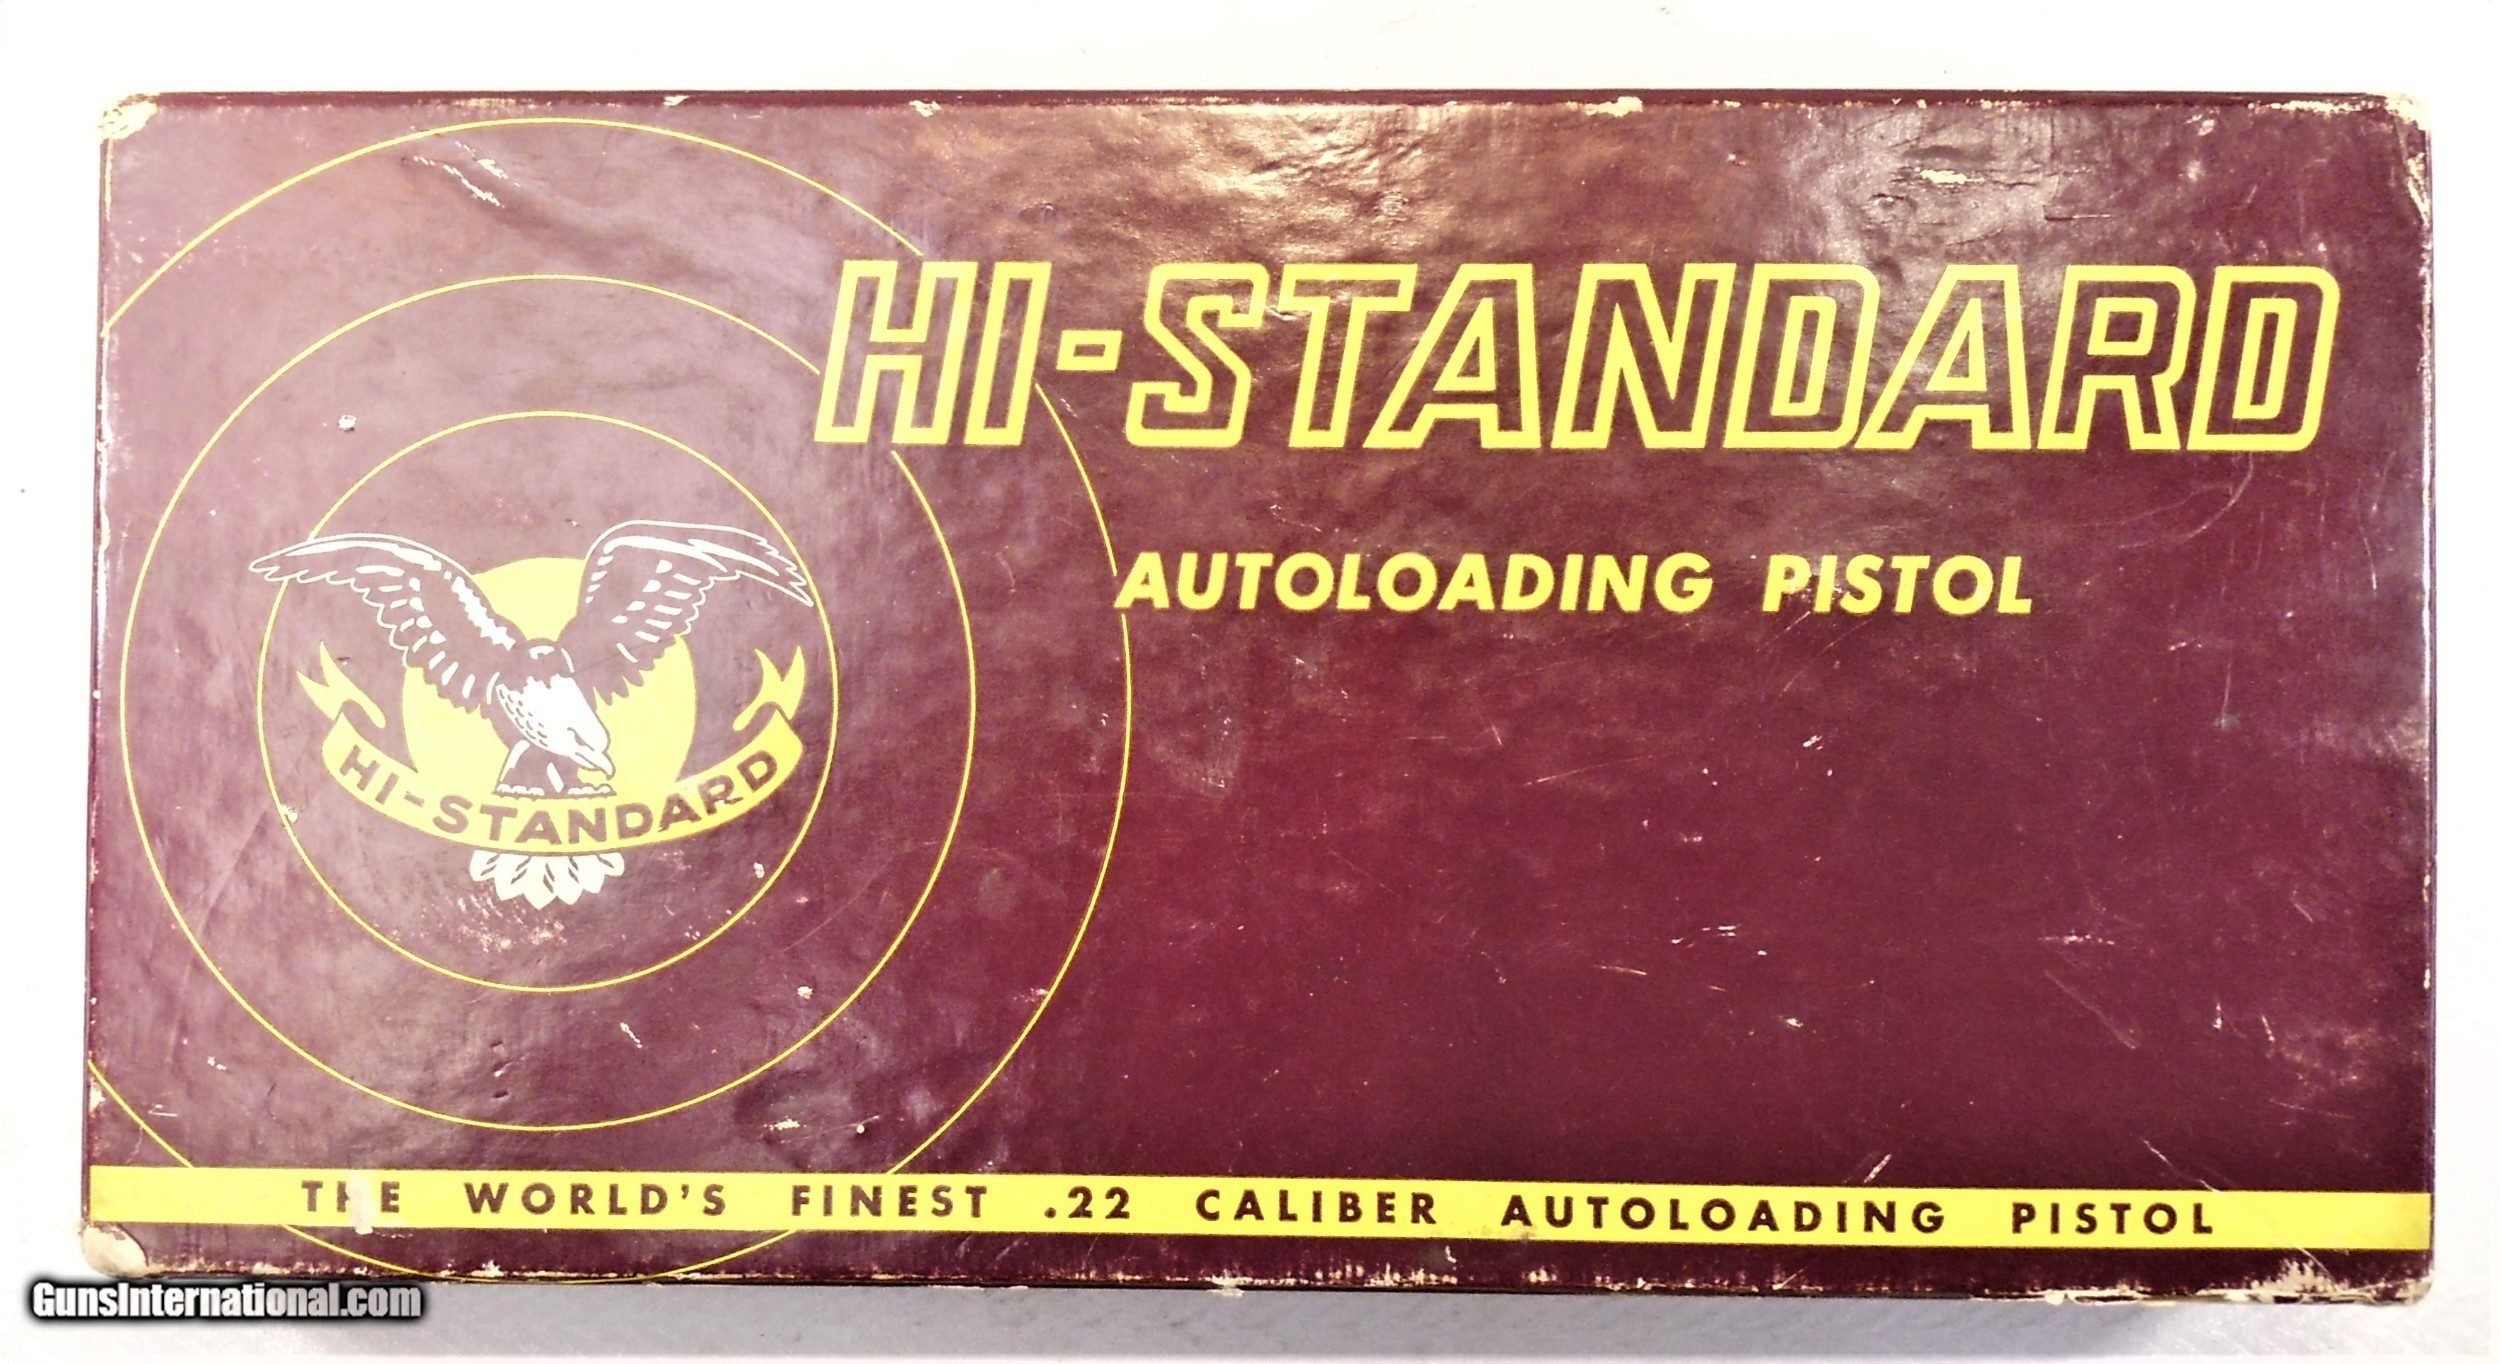 HI-STANDARD
AUTOLOADING PISTOL
HI-STANDARD
THE WORLD'S FINEST .22 CALIBER AUTOLOADING PISTOL
GunsInternational.com